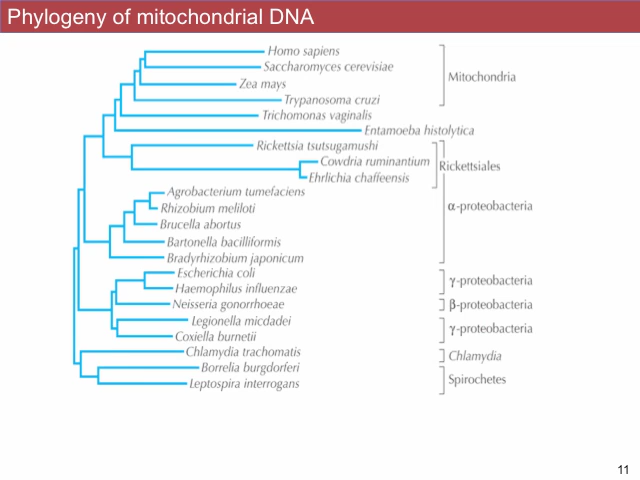 Phylogeny of mitochondrial DNA
Homo sapiens
Saccharomyces cerevisiae
Zea mays
Trypanosoma cruzi
Mitochondria
Trichomonas vaginalis
Entamoeba histolytica
Rickettsia tsutsugamushi
Cowdria ruminantium
Ehrlichia chaffeensis
Rickettsiales
Agrobacterium tumefaciens
Rhizobium meliloti
Brucella abortus
Bartonella bacilliformis
Bradyrhizobium japonicum
α-proteobacteria
Escherichia coli
Haemophilus influenzae
γ-proteobacteria
Neisseria gonorrhoeae
β-proteobacteria
Legionella micdadei
Coxiella burnetii
γ-proteobacteria
Chlamydia trachomatis
Chlamydia
Borrelia burgdorferi
Leptospira interrogans
Spirochetes
11